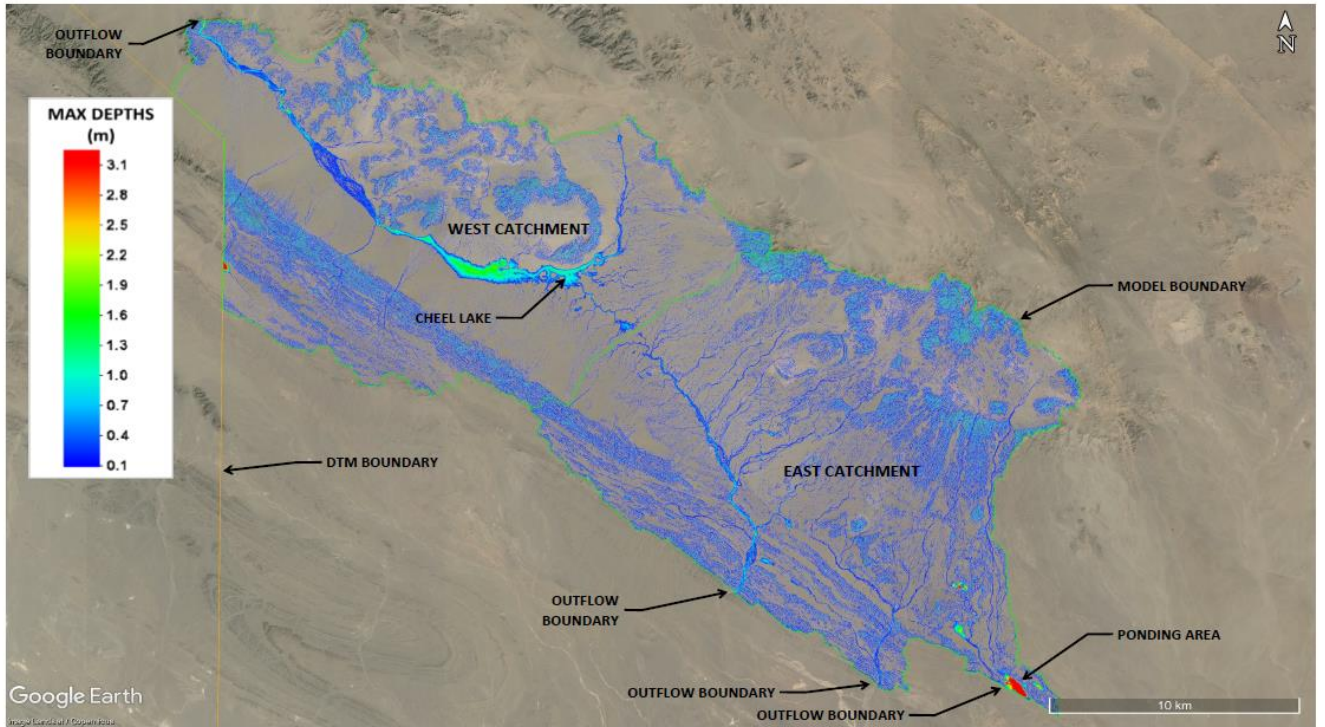 OUTFLOW
BOUNDARY
N
MAX DEPTHS
(m)
3.1
2.8
2.5
2.2
1.9
1.6
1.3
1.0
0.7
0.4
0.1
WEST CATCHMENT
CHEEL LAKE
MODEL BOUNDARY
DTM BOUNDARY
EAST CATCHMENT
OUTFLOW
BOUNDARY
PONDING AREA
OUTFLOW BOUNDARY
OUTFLOW BOUNDARY
Google Earth
10 km